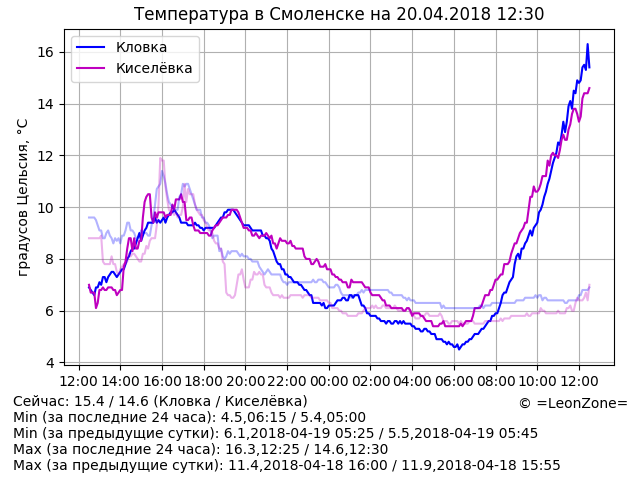 Температура в Смоленске на 20.04.2018 12:30
Кловка
Киселёвка
градусов Цельсия, °C
16
14
12
10
8
6
4
12:00 14:00 16:00 18:00 20:00 22:00 00:00 02:00 04:00 06:00 08:00 10:00 12:00
Сейчас: 15.4 / 14.6 (Кловка / Киселёвка)
© =LeonZone=
Min (за последние 24 часа): 4.5,06:15 / 5.4,05:00
Min (за предыдущие сутки): 6.1,2018-04-19 05:25 / 5.5,2018-04-19 05:45
Max (за последние 24 часа): 16.3,12:25 / 14.6,12:30
Max (за предыдущие сутки): 11.4,2018-04-18 16:00 / 11.9,2018-04-18 15:55